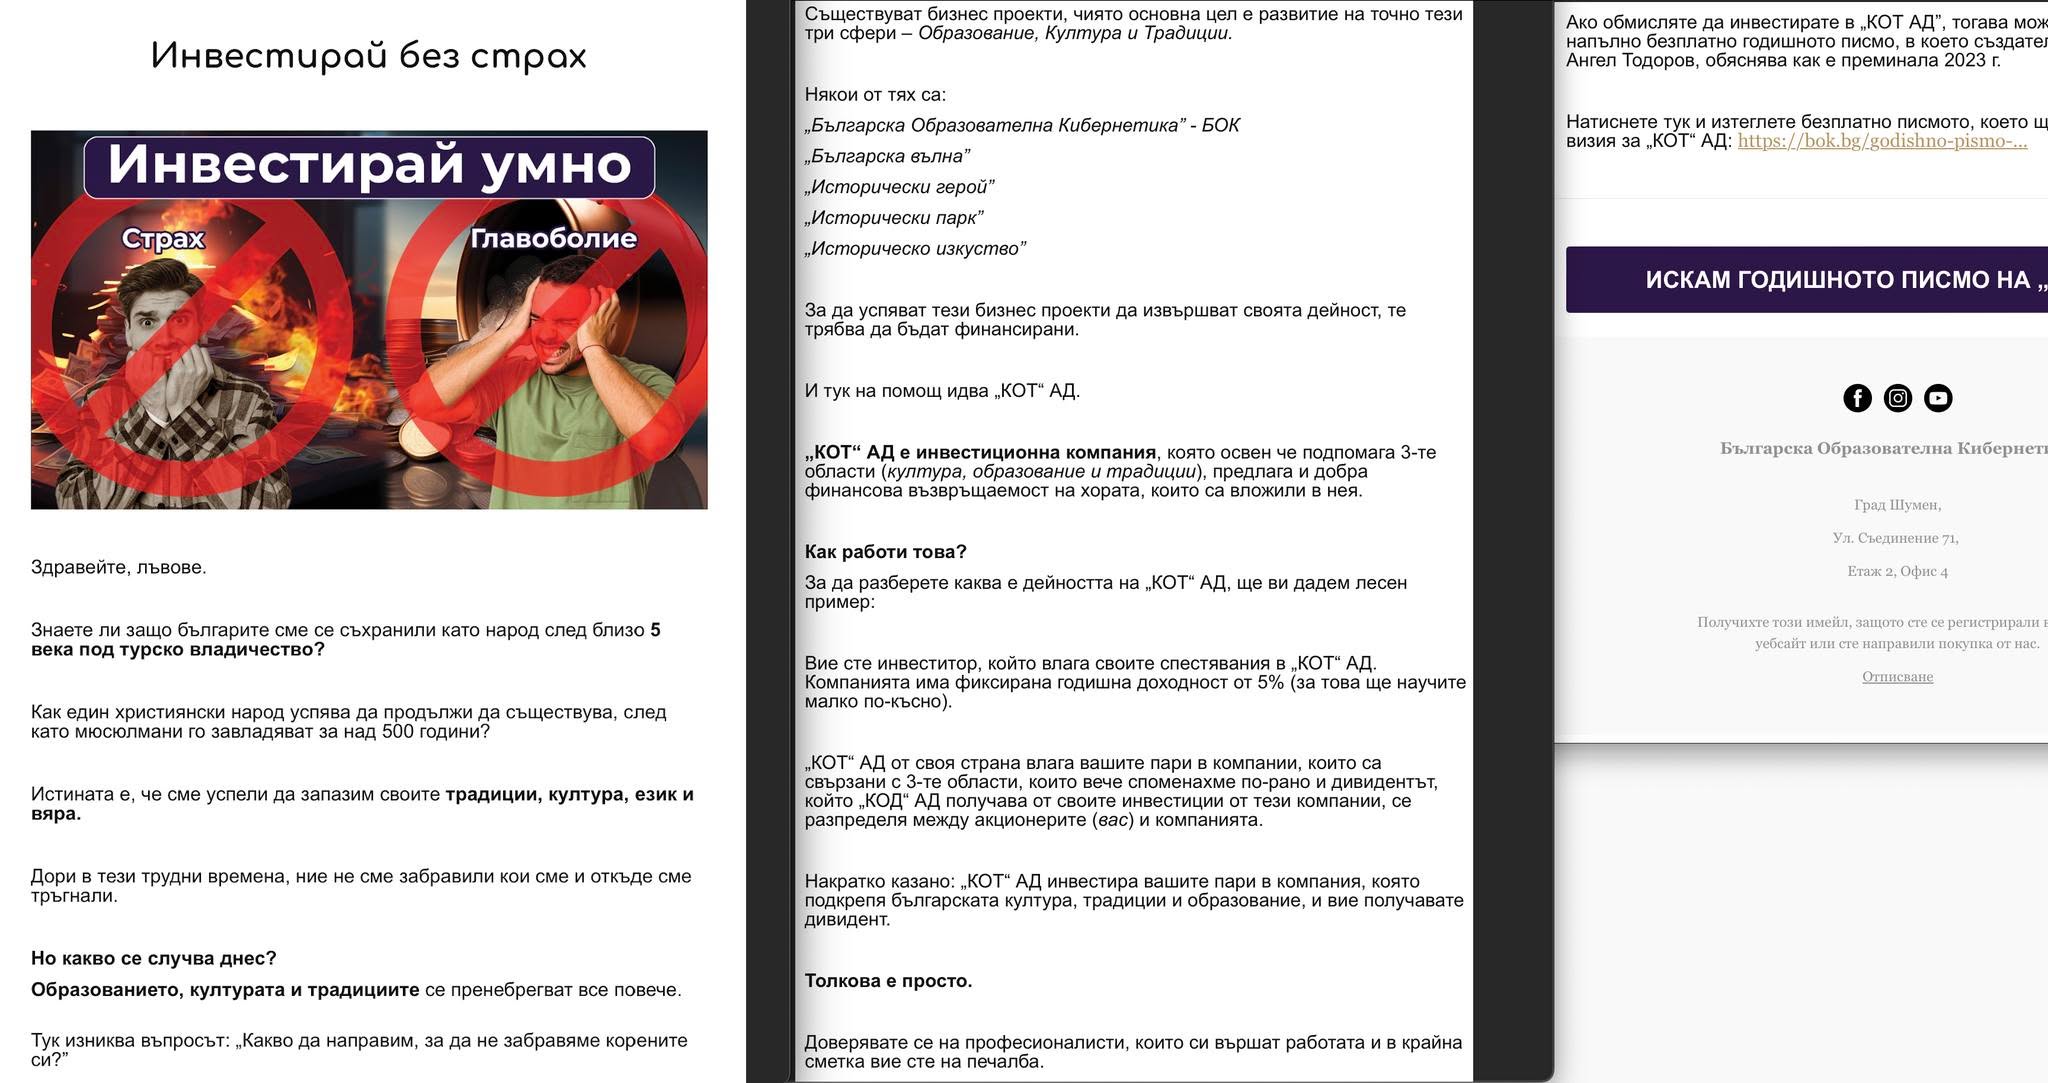 Инвестирай без страх
Инвестирай умно
Страх
Главоболие
Здравейте, лъвове.
Знаете ли защо българите сме се съхранили като народ след близо 5
века под турско владичество?
Как един християнски народ успява да продължи да съществува, след
като мюсюлмани го завладяват за над 500 години?
Истината е, че сме успели да запазим своите традиции, култура, език и
вяра.
Дори в тези трудни времена, ние не сме забравили кои сме и откъде сме
тръгнали.
Но какво се случва днес?
Образованието, културата и традициите се пренебрегват все повече.
Тук изниква въпросът: „Какво да направим, за да не забравяме корените
си?”
Съществуват бизнес проекти, чиято основна цел е развитие на точно тези
три сфери – Образование, Култура и Традиции.
Някои от тях са:
„Българска Образователна Кибернетика” - БОК
„Българска вълна”
„Исторически герой”
„Исторически парк”
„Историческо изкуство”
За да успяват тези бизнес проекти да извършват своята дейност, те
трябва да бъдат финансирани.
И тук на помощ идва „КОТ“ АД.
„КОТ“ АД е инвестиционна компания, която освен че подпомага 3-те
области (култура, образование и традиции), предлага и добра
финансова възвръщаемост на хората, които са вложили в нея.
Как работи това?
За да разберете каква е дейността на „КОТ“ АД, ще ви дадем лесен
пример:
Вие сте инвеститор, който влага своите спестявания в „КОТ“ АД.
Компанията има фиксирана годишна доходност от 5% (за това ще научите
малко по-късно).
„КОТ“ АД от своя страна влага вашите пари в компании, които са
свързани с 3-те области, които вече споменахме по-рано и дивидентът,
който „КОД“ АД получава от своите инвестиции от тези компании, се
разпределя между акционерите (вас) и компанията.
Накратко казано: „КОТ“ АД инвестира вашите пари в компания, която
подкрепя българската култура, традиции и образование, и вие получавате
дивидент.
Толкова е просто.
Доверявате се на професионалисти, които си вършат работата и в крайна
сметка вие сте на печалба.
Ако обмисляте да инвестирате в „КОТ АД”, тогава мож
напълно безплатно годишното писмо, в което създател
Ангел Тодоров, обяснява как е преминала 2023 г.
Натиснете тук и изтеглете безплатно писмото, което щ
визия за „КОТ“ АД: https://bok.bg/godishno-pismo-...
ИСКАМ ГОДИШНОТО ПИСМО НА „
Българска Образователна Кибернети
Град Шумен,
Ул. Съединение 71,
Етаж 2, Офис 4
Получихте този имейл, защото сте се регистрирали в
уебсайт или сте направили покупка от нас.
Отписване